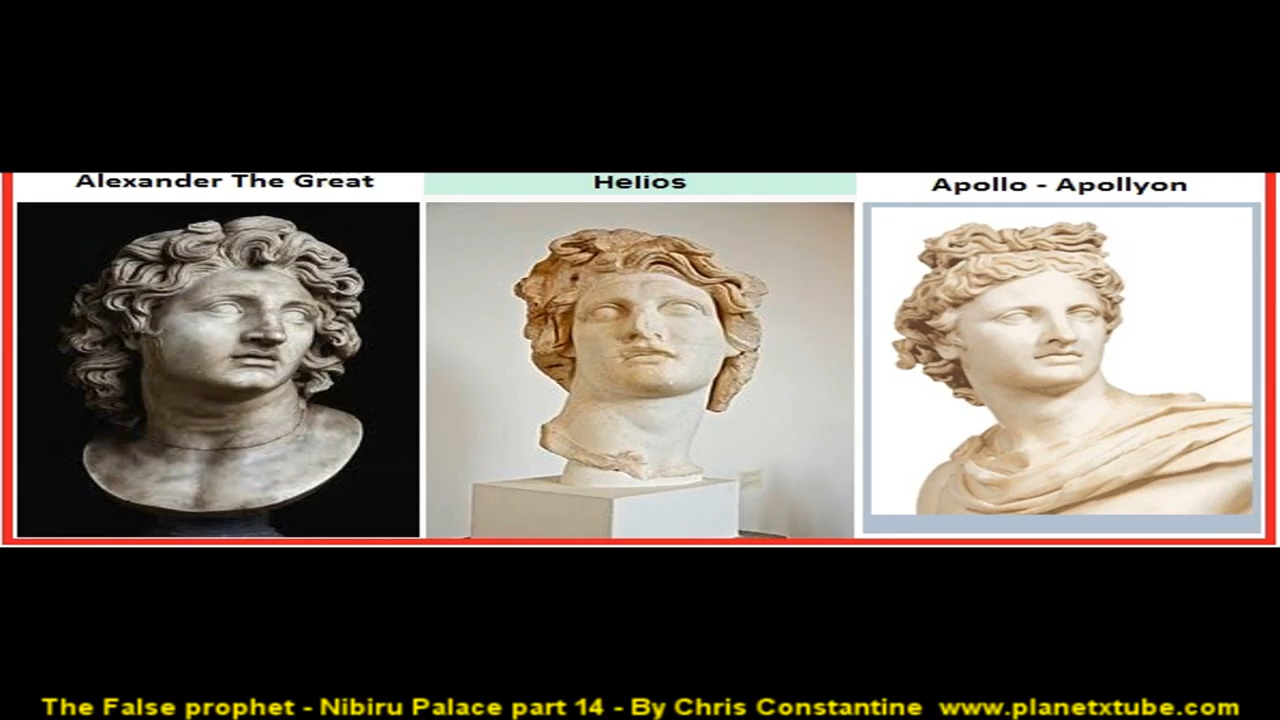 Alexander The Great
Helios
Apollo - Apollyon
The False prophet - Nibiru Palace part 14 - By Chris Constantine www.planetxtube.com